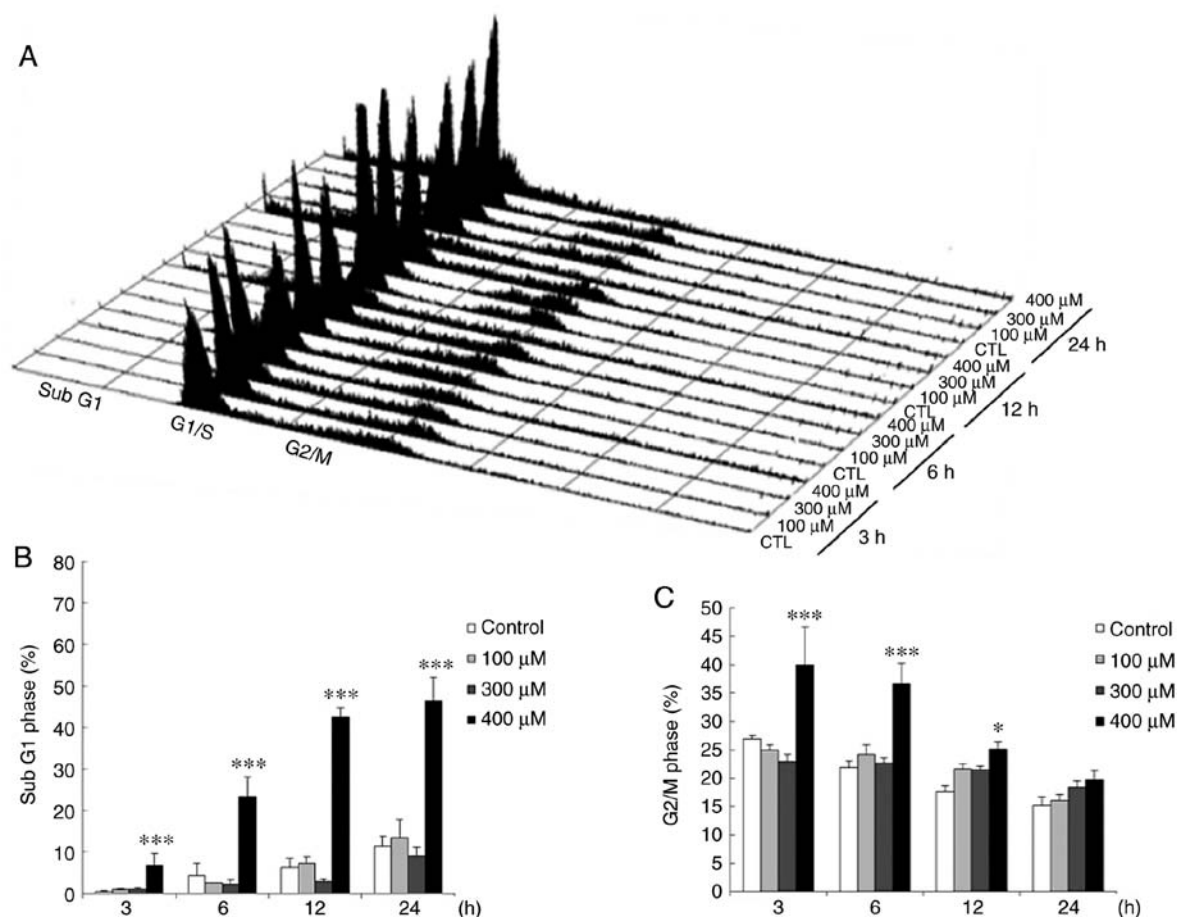 A
Sub G1
G1/S
G2/M
400 µM
300 µM
100 µM
CTL
24 h
400 µM
300 µM
100 µM
CTL
12 h
400 µM
300 µM
100 µM
CTL
6 h
400 µM
300 µM
100 µM
CTL
3 h
B
80
70
60
50
40
30
20
10
0
Sub G1 phase (%)
***
***
***
***
Control
100 µM
300 µM
400 µM
3 6 12 24 (h)
C
50
45
40
35
30
25
20
15
10
5
0
G2/M phase (%)
***
***
*
Control
100 µM
300 µM
400 µM
3 6 12 24 (h)